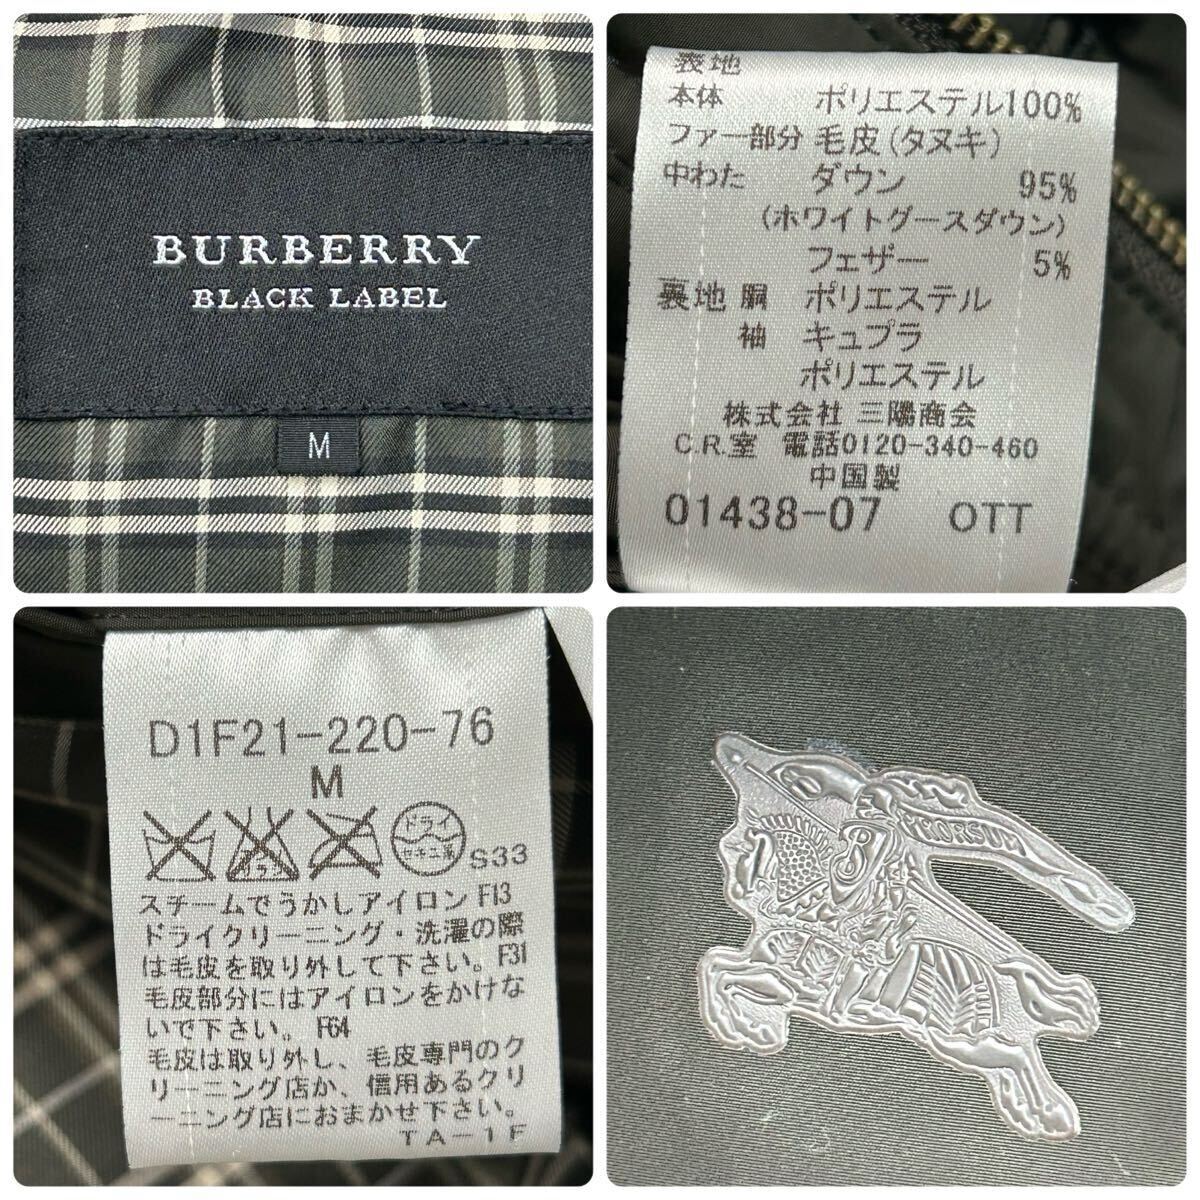 BURBERRY
BLACK LABEL
M
表地
本体 ポリエステル100%
ファー部分 毛皮(タヌキ)
中わた ダウン 95%
(ホワイトグースダウン)
フェザー 5%
裏地 胴 ポリエステル
袖 キュプラ
ポリエステル
株式会社 三陽商会
C.R.室 電話0120-340-460
中国製
01438-07 OTT
D1F21-220-76
M
エンソ
ドライ
セキユ系
S33
スチームでうかしアイロン F13
ドライクリーニング・洗濯の際
は毛皮を取り外して下さい。F31
毛皮部分にはアイロンをかけな
いで下さい。F64
毛皮は取り外し、毛皮専門のク
リーニング店か、信用あるクリ
ーニング店におまかせ下さい。
TA-1F
PRORSUM